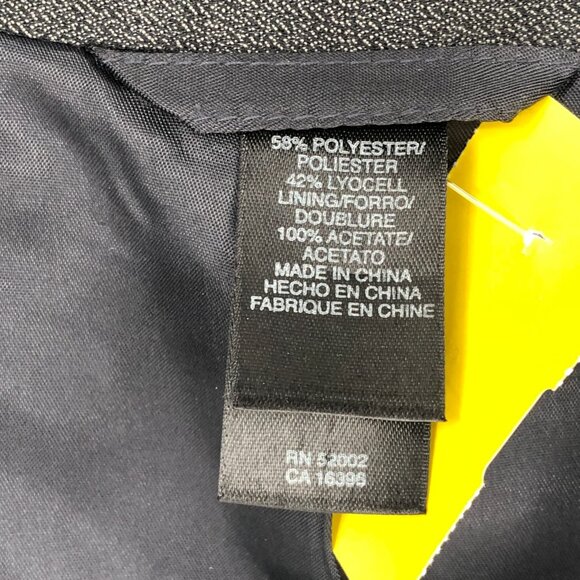 58% POLYESTER/
POLIESTER
42% LYOCELL
LINING/FORRO/
DOUBLURE
100% ACETATE/
ACETATO
MADE IN CHINA
HECHO EN CHINA
FABRIQUE EN CHINE
RN 52002
CA 16396